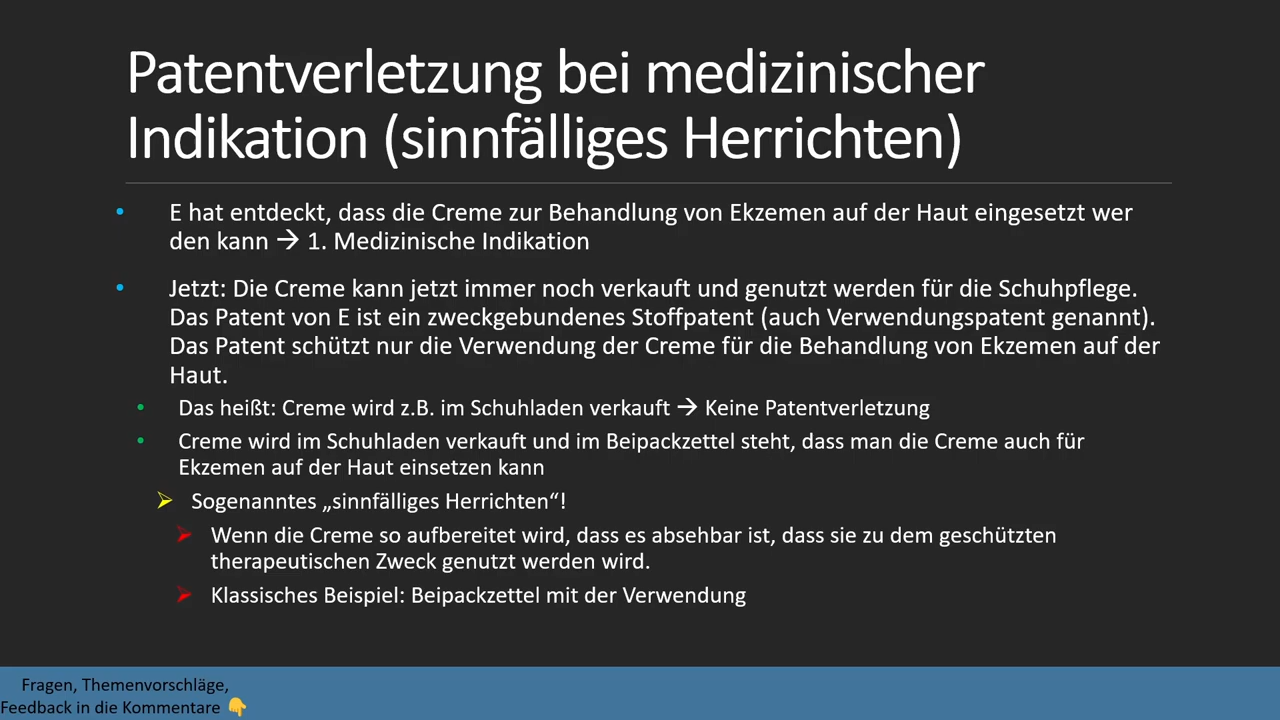 Patentverletzung bei medizinischer
Indikation (sinnfälliges Herrichten)
• E hat entdeckt, dass die Creme zur Behandlung von Ekzemen auf der Haut eingesetzt wer
den kann → 1. Medizinische Indikation
• Jetzt: Die Creme kann jetzt immer noch verkauft und genutzt werden für die Schuhpflege.
Das Patent von E ist ein zweckgebundenes Stoffpatent (auch Verwendungspatent genannt).
Das Patent schützt nur die Verwendung der Creme für die Behandlung von Ekzemen auf der
Haut.
• Das heißt: Creme wird z.B. im Schuhladen verkauft → Keine Patentverletzung
• Creme wird im Schuhladen verkauft und im Beipackzettel steht, dass man die Creme auch für
Ekzemen auf der Haut einsetzen kann
➢ Sogenanntes „sinnfälliges Herrichten“!
➢ Wenn die Creme so aufbereitet wird, dass es absehbar ist, dass sie zu dem geschützten
therapeutischen Zweck genutzt werden wird.
➢ Klassisches Beispiel: Beipackzettel mit der Verwendung
Fragen, Themenvorschläge,
Feedback in die Kommentare 👇